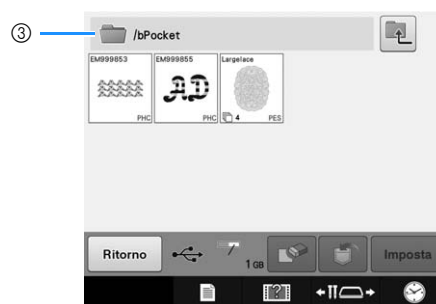 ③
/bPocket
EM999853
EM999855
Largelace
PHC
PHC
4
PES
Ritorno
1 GB
Imposta